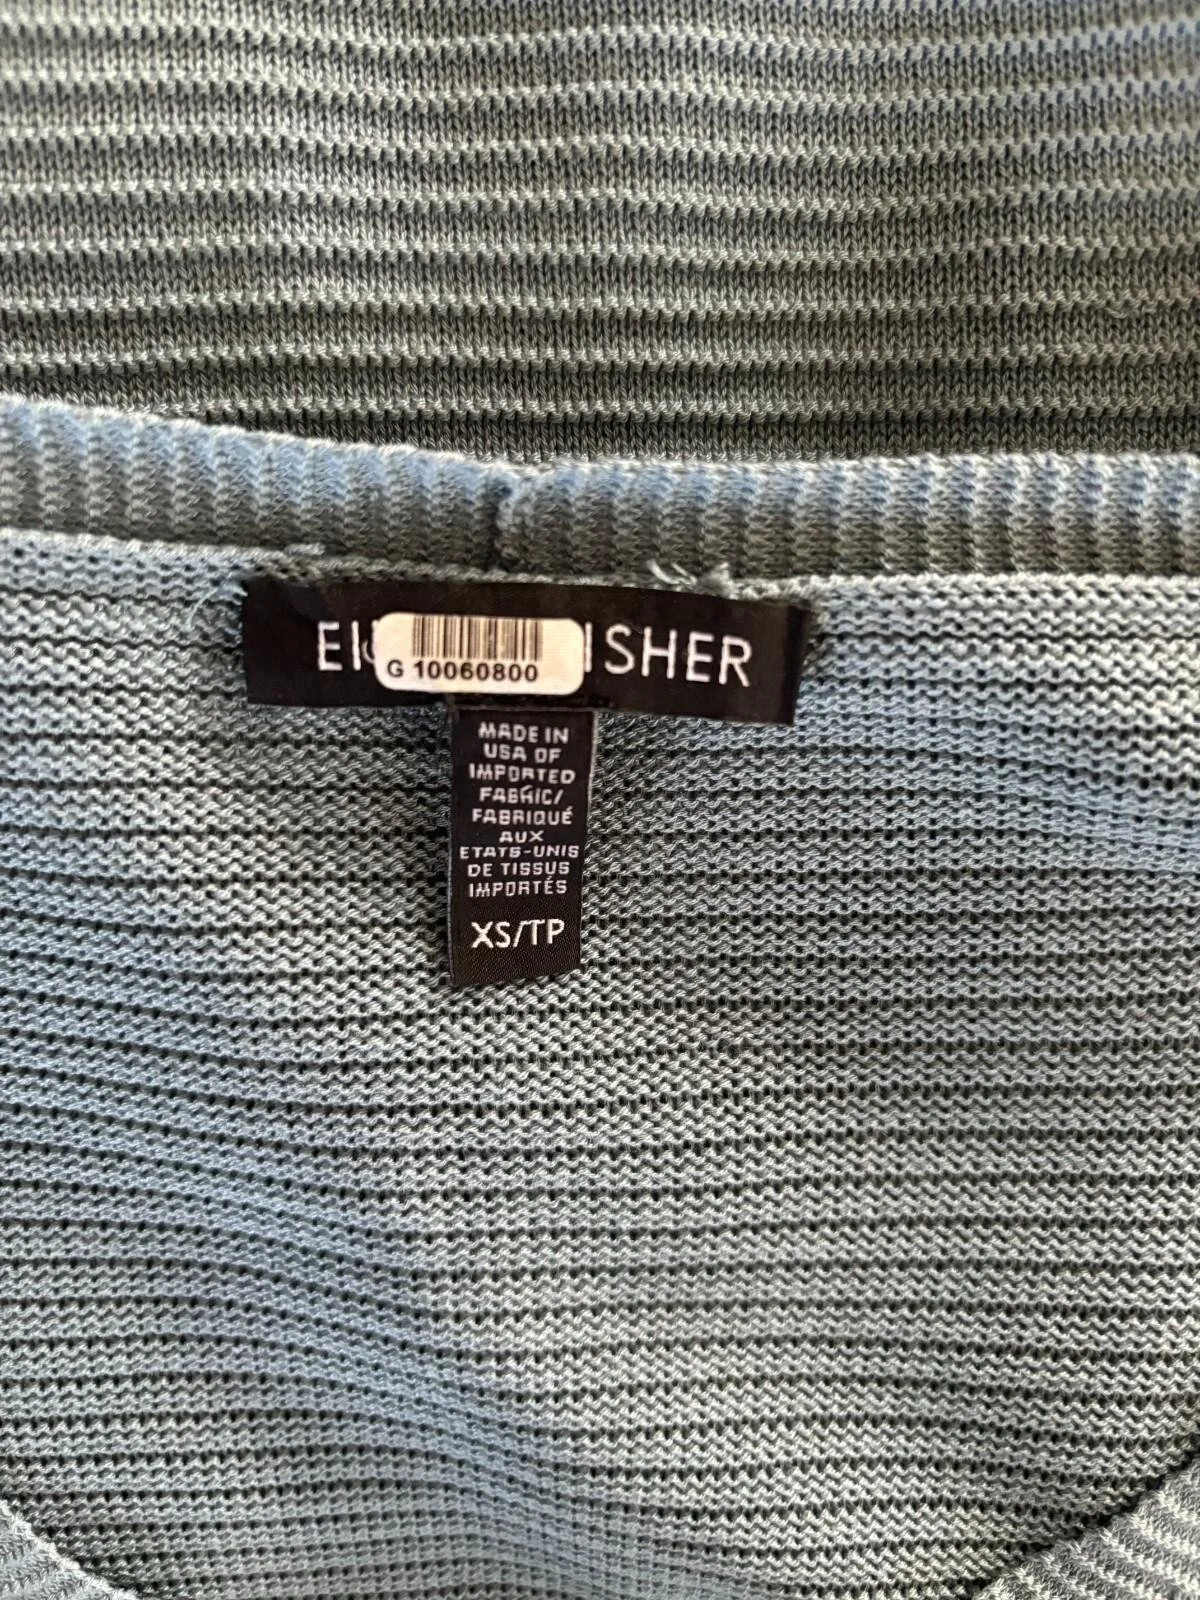 EI ISHER
G 10060800
MADE IN
USA OF
IMPORTED
FABRIC/
FABRIQUÉ
AUX
ETATS-UNIS
DE TISSUS
IMPORTÉS
XS/TP